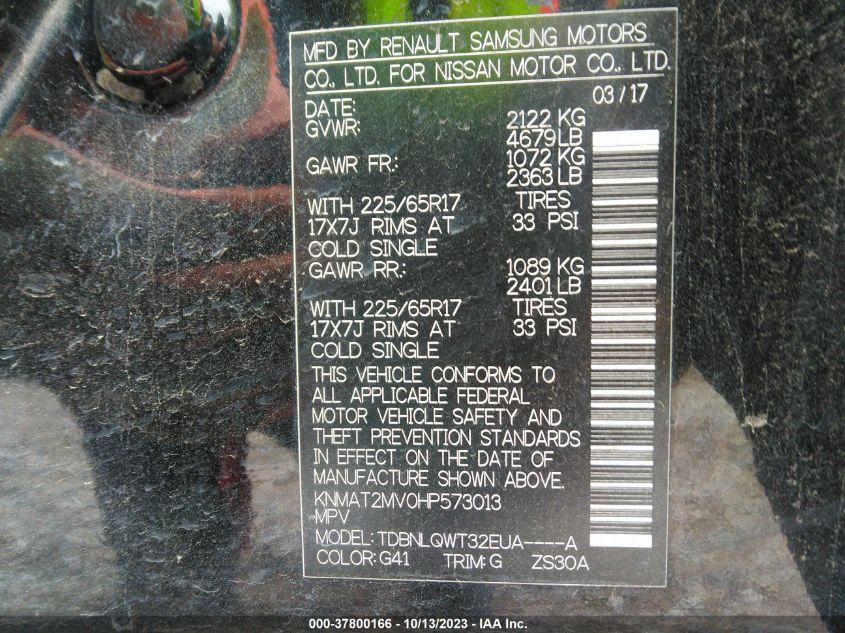 MFD BY RENAULT SAMSUNG MOTORS
CO., LTD. FOR NISSAN MOTOR CO., LTD.
DATE: 03/17
GVWR: 2122 KG
4679 LB
GAWR FR.: 1072 KG
2363 LB
WITH 225/65R17 TIRES
17X7J RIMS AT 33 PSI
COLD SINGLE
GAWR RR.: 1089 KG
2401 LB
WITH 225/65R17 TIRES
17X7J RIMS AT 33 PSI
COLD SINGLE
THIS VEHICLE CONFORMS TO
ALL APPLICABLE FEDERAL
MOTOR VEHICLE SAFETY AND
THEFT PREVENTION STANDARDS
IN EFFECT ON THE DATE OF
MANUFACTURE SHOWN ABOVE.
KNMAT2MV0HP573013
MPV
MODEL: TDBNLQWT32EUA----A
COLOR: G41 TRIM: G ZS30A
000-37800166 - 10/13/2023 - IAA Inc.